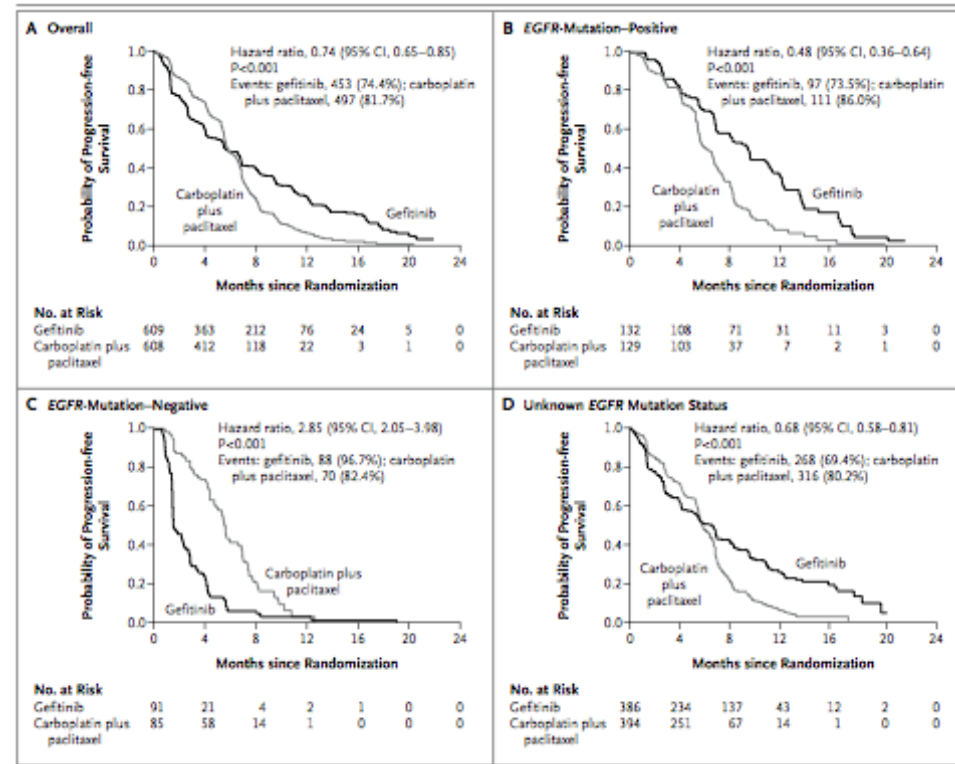 A Overall
Hazard ratio, 0.74 (95% CI, 0.65–0.85)
P<0.001
Events: gefitinib, 453 (74.4%); carboplatin
plus paclitaxel, 497 (81.7%)
Probability of Progression-free
Survival
1.0
0.8
0.6
0.4
0.2
0.0
Carboplatin
plus
paclitaxel
Gefitinib
0 4 8 12 16 20 24
Months since Randomization
No. at Risk
Gefitinib 609 363 212 76 24 5 0
Carboplatin plus 608 412 118 22 3 1 0
paclitaxel
B EGFR-Mutation–Positive
Hazard ratio, 0.48 (95% CI, 0.36–0.64)
P<0.001
Events: gefitinib, 97 (73.5%); carboplatin
plus paclitaxel, 111 (86.0%)
Probability of Progression-free
Survival
1.0
0.8
0.6
0.4
0.2
0.0
Carboplatin
plus
paclitaxel
Gefitinib
0 4 8 12 16 20 24
Months since Randomization
No. at Risk
Gefitinib 132 108 71 31 11 3 0
Carboplatin plus 129 103 37 7 2 1 0
paclitaxel
C EGFR-Mutation–Negative
Hazard ratio, 2.85 (95% CI, 2.05–3.98)
P<0.001
Events: gefitinib, 88 (96.7%); carboplatin
plus paclitaxel, 70 (82.4%)
Probability of Progression-free
Survival
1.0
0.8
0.6
0.4
0.2
0.0
Carboplatin plus
paclitaxel
Gefitinib
0 4 8 12 16 20 24
Months since Randomization
No. at Risk
Gefitinib 91 21 4 2 1 0 0
Carboplatin plus 85 58 14 1 0 0 0
paclitaxel
D Unknown EGFR Mutation Status
Hazard ratio, 0.68 (95% CI, 0.58–0.81)
P<0.001
Events: gefitinib, 268 (69.4%); carboplatin
plus paclitaxel, 316 (80.2%)
Probability of Progression-free
Survival
1.0
0.8
0.6
0.4
0.2
0.0
Carboplatin
plus
paclitaxel
Gefitinib
0 4 8 12 16 20 24
Months since Randomization
No. at Risk
Gefitinib 386 234 137 43 12 2 0
Carboplatin plus 394 251 67 14 1 0 0
paclitaxel